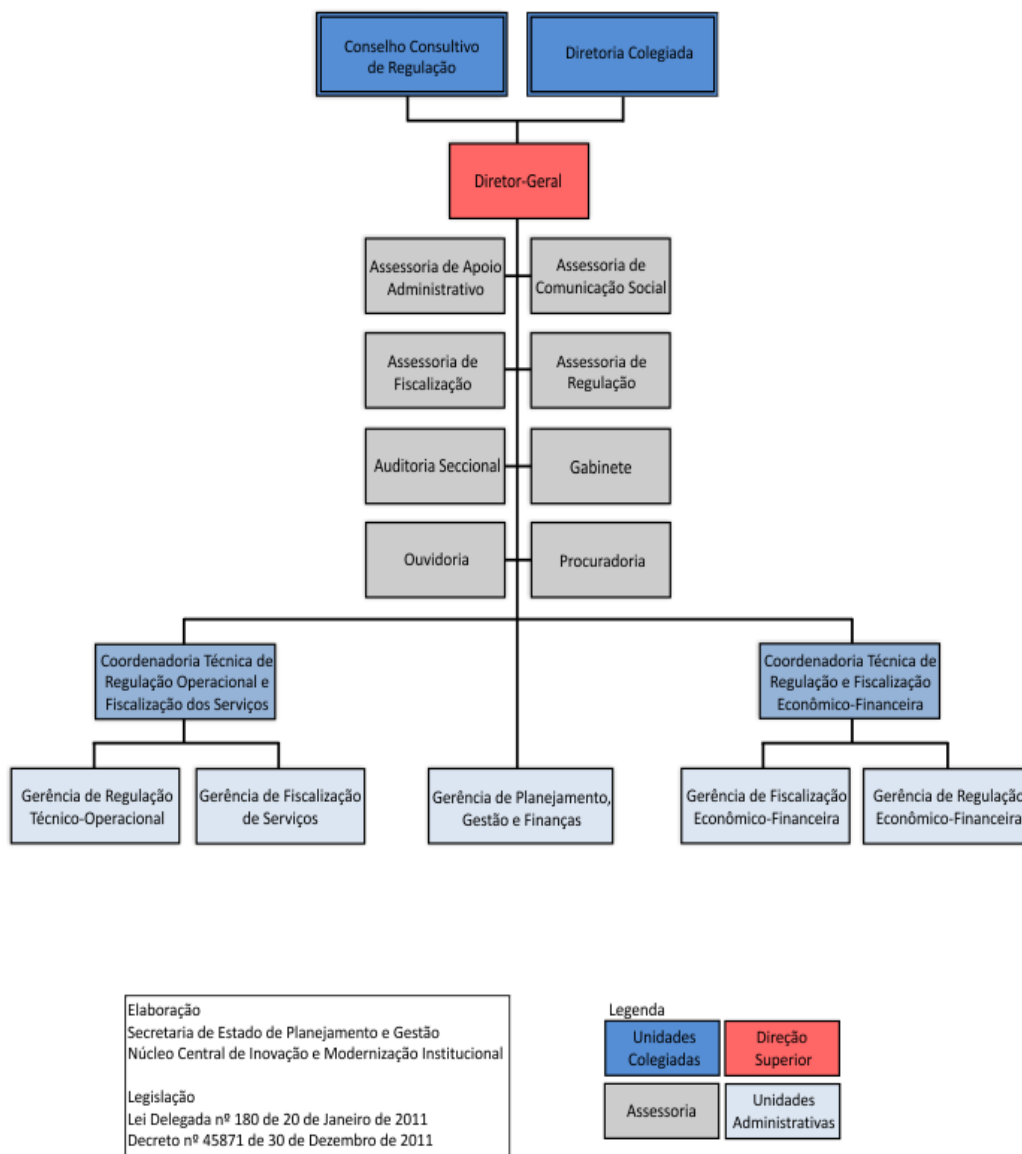 Conselho Consultivo
de Regulação
Diretoria Colegiada
Diretor-Geral
Assessoria de Apoio
Administrativo
Assessoria de
Comunicação Social
Assessoria de
Fiscalização
Assessoria de
Regulação
Auditoria Seccional
Gabinete
Ouvidoria
Procuradoria
Coordenadoria Técnica de
Regulação Operacional e
Fiscalização dos Serviços
Coordenadoria Técnica de
Regulação e Fiscalização
Econômico-Financeira
Gerência de Regulação
Técnico-Operacional
Gerência de Fiscalização
de Serviços
Gerência de Planejamento,
Gestão e Finanças
Gerência de Fiscalização
Econômico-Financeira
Gerência de Regulação
Econômico-Financeira
Elaboração
Secretaria de Estado de Planejamento e Gestão
Núcleo Central de Inovação e Modernização Institucional
Legislação
Lei Delegada nº 180 de 20 de Janeiro de 2011
Decreto nº 45871 de 30 de Dezembro de 2011
Legenda
Unidades
Colegiadas
Direção
Superior
Assessoria
Unidades
Administrativas